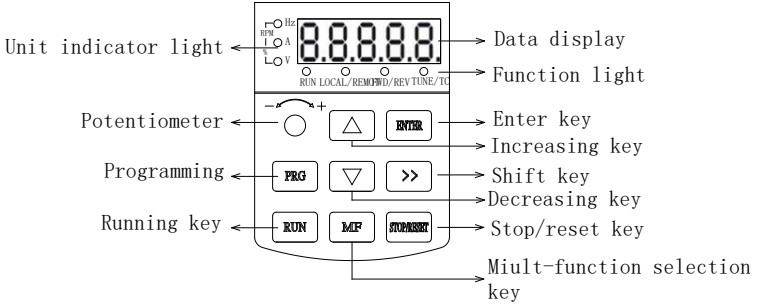 Hz
RPM
Unit indicator light
A
%
V
8.8.8.8.8.
Data display
RUN LOCAL/REMOT FWD/REV TUNE/TC
Function light
- +
Potentiometer
ENTER
Enter key
Increasing key
Programming
PRG
>>
Shift key
Decreasing key
Running key
RUN
MF
STOP/RESET
Stop/reset key
Miult-function selection
key